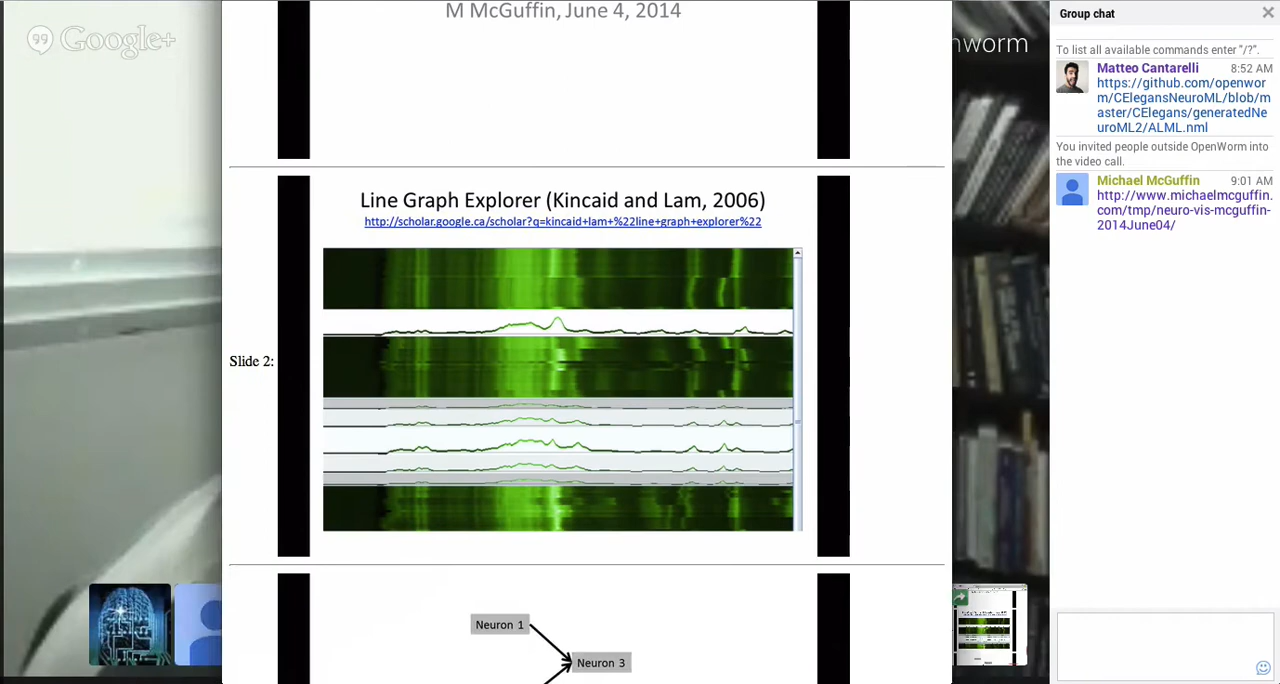 M McGuffin, June 4, 2014
Google+
nworm
Line Graph Explorer (Kincaid and Lam, 2006)
http://scholar.google.ca/scholar?q=kincaid+lam+%22line+graph+explorer%22
Slide 2:
Neuron 1
Neuron 3
Group chat
To list all available commands enter "/?".
Matteo Cantarelli 8:52 AM
https://github.com/openwor
m/CElegansNeuroML/blob/m
aster/CElegans/generatedNe
uroML2/ALML.nml
You invited people outside OpenWorm into
the video call.
Michael McGuffin 9:01 AM
http://www.michaelmcguffin.
com/tmp/neuro-vis-mcguffin-
2014June04/